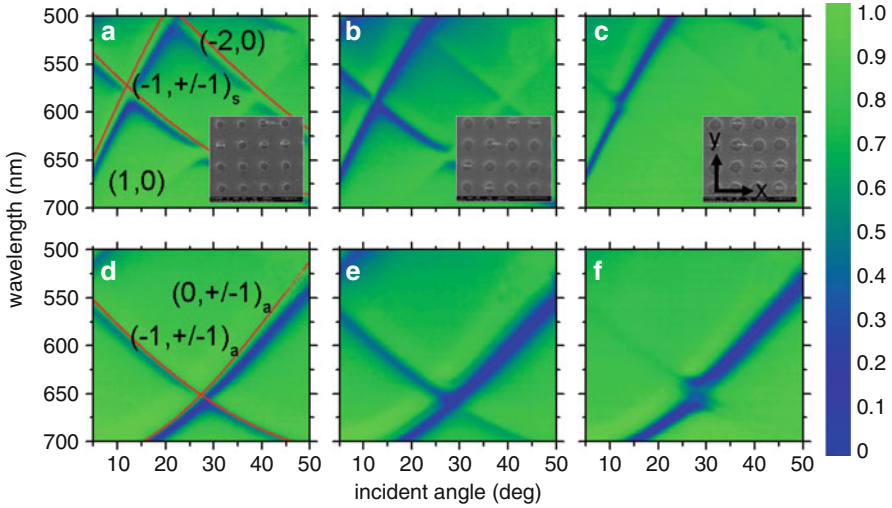 a
b
c
(-2,0)
(-1,+/-1)s
(1,0)
y
x
500
550
600
650
700
d
e
f
(0,+/-1)a
(-1,+/-1)a
500
550
600
650
700
10 20 30 40 50
10 20 30 40 50
10 20 30 40 50
wavelength (nm)
incident angle (deg)
1.0
0.9
0.8
0.7
0.6
0.5
0.4
0.3
0.2
0.1
0